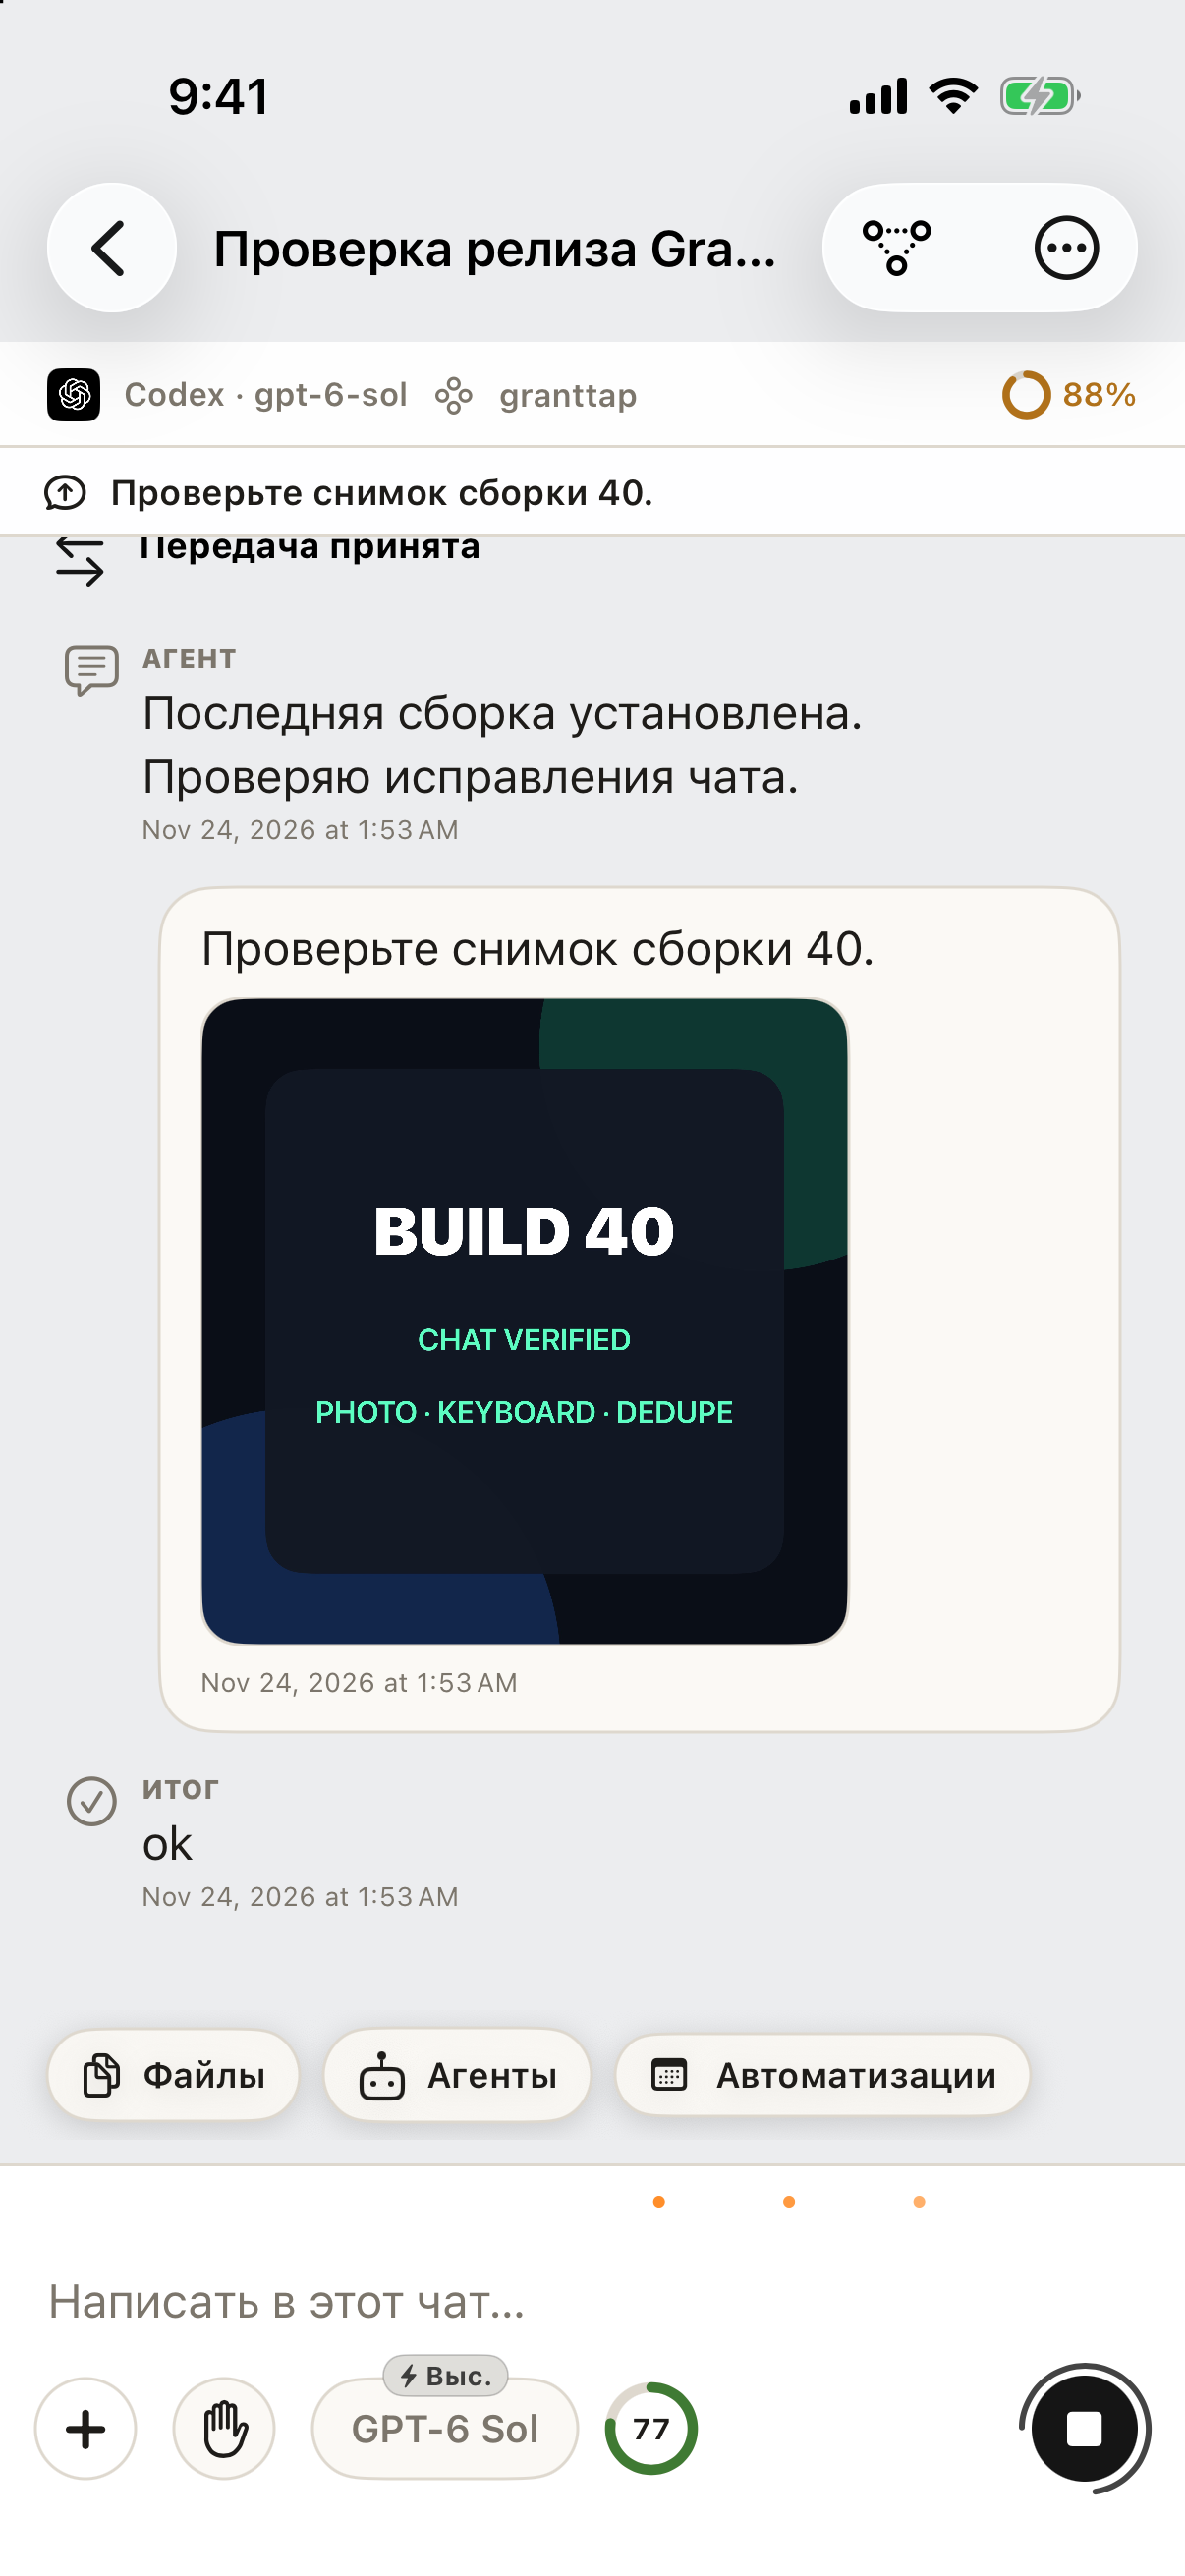 9:41
Проверка релиза Gra...
Codex · gpt-6-sol granttap 88%
Проверьте снимок сборки 40.
Передача принята
АГЕНТ
Последняя сборка установлена.
Проверяю исправления чата.
Nov 24, 2026 at 1:53 AM
Проверьте снимок сборки 40.
BUILD 40
CHAT VERIFIED
PHOTO · KEYBOARD · DEDUPE
Nov 24, 2026 at 1:53 AM
ИТОГ
ok
Nov 24, 2026 at 1:53 AM
Файлы Агенты Автоматизации
Написать в этот чат...
Выс.
GPT-6 Sol 77